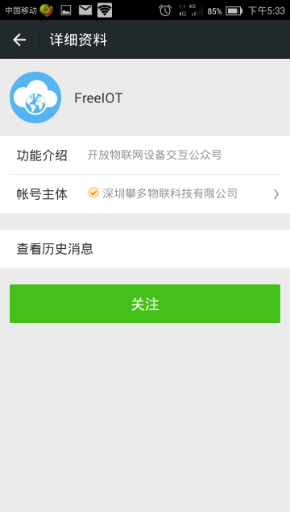 中国移动 85% 下午5:33
详细资料
FreeIOT
功能介绍 开放物联网设备交互公众号
帐号主体 深圳攀多物联科技有限公司
查看历史消息
关注